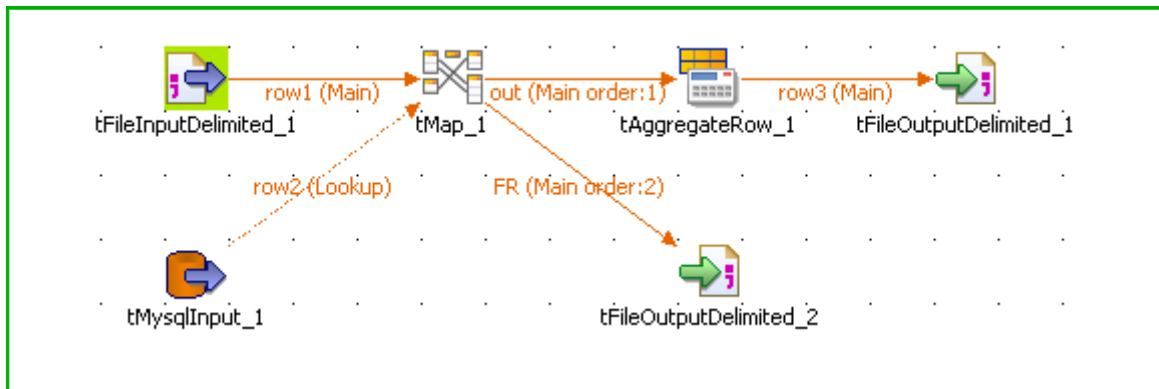 row1 (Main)
out (Main order:1)
row3 (Main)
tFileInputDelimited_1
tMap_1
tAggregateRow_1
tFileOutputDelimited_1
row2 (Lookup)
FR (Main order:2)
tMysqlInput_1
tFileOutputDelimited_2